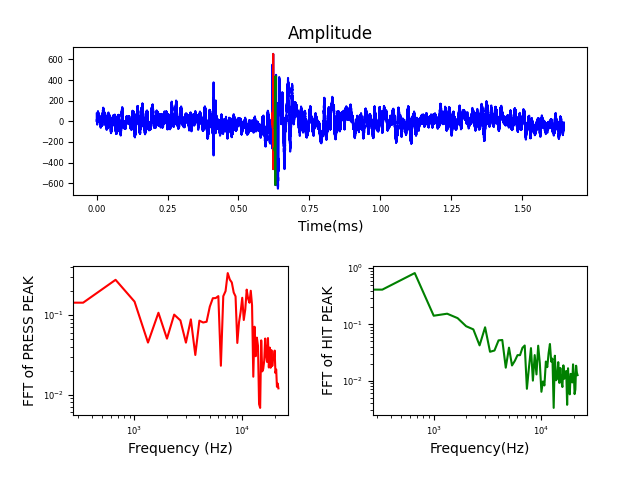 Amplitude
600
400
200
0
−200
−400
−600
0.00 0.25 0.50 0.75 1.00 1.25 1.50
Time(ms)
FFT of PRESS PEAK
10⁻¹
10⁻²
10³ 10⁴
Frequency (Hz)
FFT of HIT PEAK
10⁰
10⁻¹
10⁻²
10³ 10⁴
Frequency(Hz)